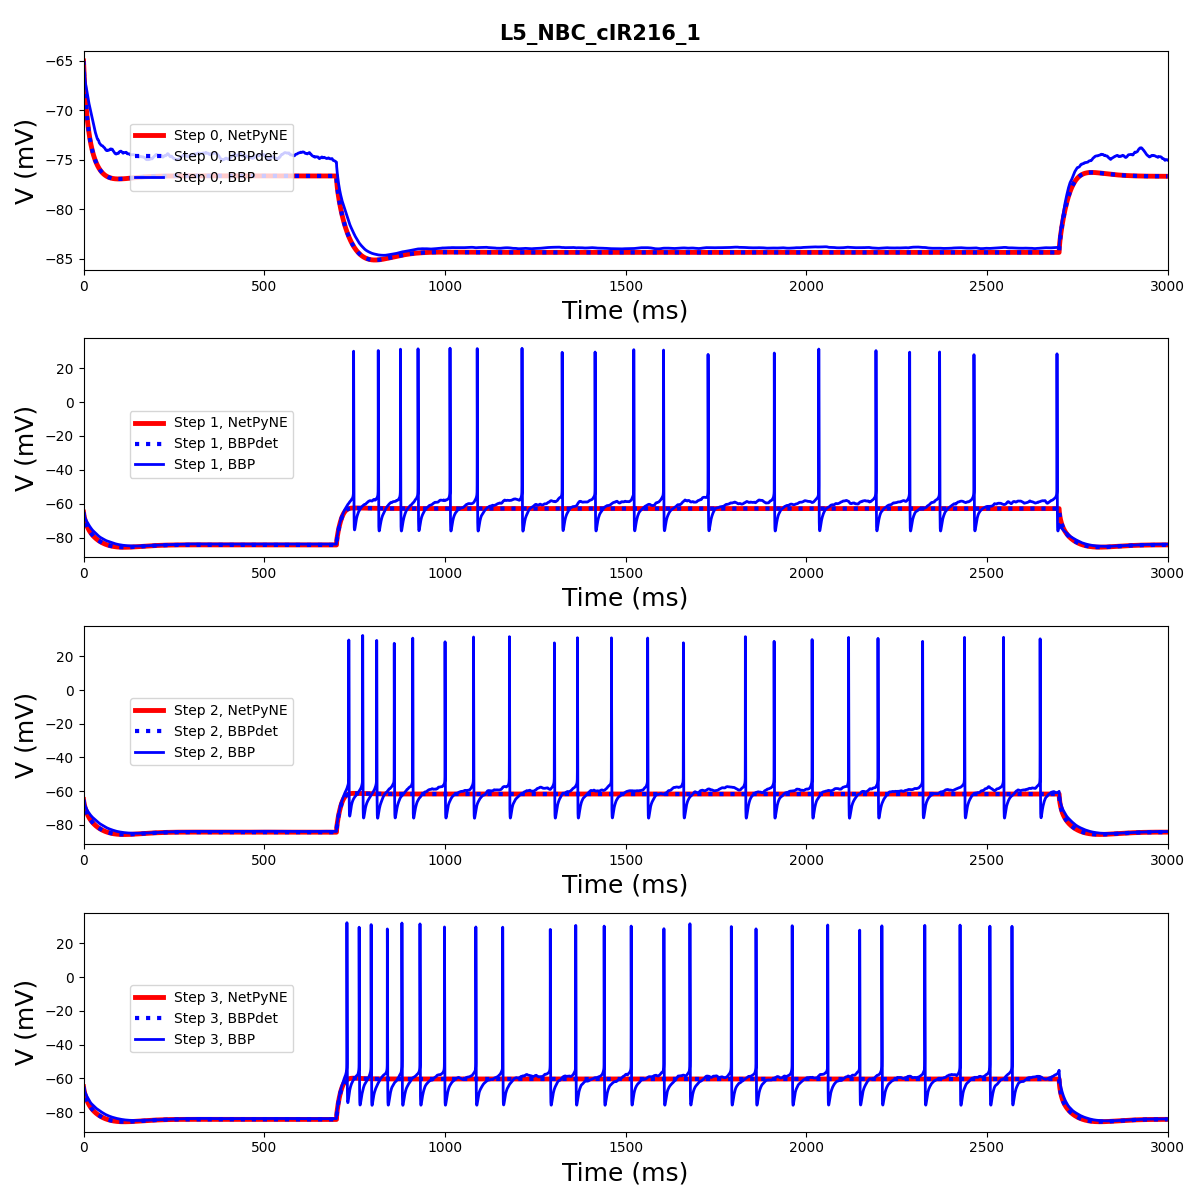 L5_NBC_cIR216_1
−65
−70
−75
−80
−85
V (mV)
Step 0, NetPyNE
Step 0, BBPdet
Step 0, BBP
0 500 1000 1500 2000 2500 3000
Time (ms)
20
0
−20
−40
−60
−80
V (mV)
Step 1, NetPyNE
Step 1, BBPdet
Step 1, BBP
0 500 1000 1500 2000 2500 3000
Time (ms)
20
0
−20
−40
−60
−80
V (mV)
Step 2, NetPyNE
Step 2, BBPdet
Step 2, BBP
0 500 1000 1500 2000 2500 3000
Time (ms)
20
0
−20
−40
−60
−80
V (mV)
Step 3, NetPyNE
Step 3, BBPdet
Step 3, BBP
0 500 1000 1500 2000 2500 3000
Time (ms)